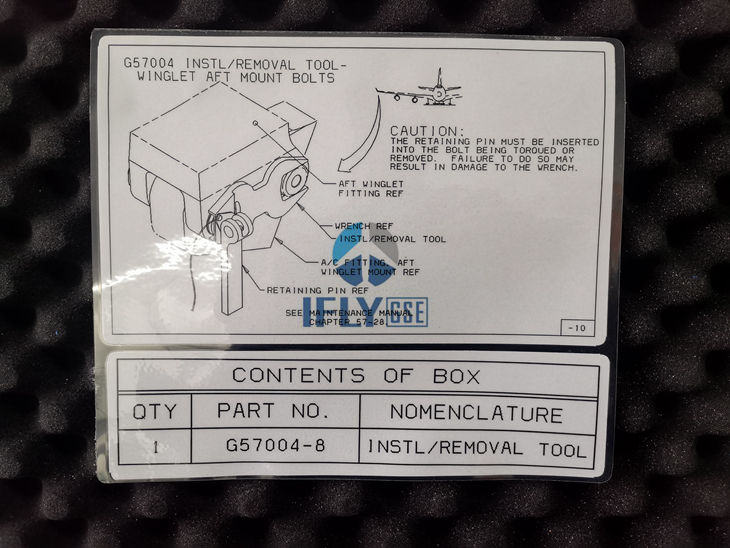 G57004 INSTL/REMOVAL TOOL-
WINGLET AFT MOUNT BOLTS
CAUTION:
THE RETAINING PIN MUST BE INSERTED
INTO THE BOLT BEING TORQUED OR
REMOVED. FAILURE TO DO SO MAY
RESULT IN DAMAGE TO THE WRENCH.
AFT WINGLET
FITTING REF
WRENCH REF
INSTL/REMOVAL TOOL
A/C FITTING, AFT
WINGLET MOUNT REF
RETAINING PIN REF
IFLY GSE
SEE MAINTENANCE MANUAL
CHAPTER 57-28
-10
CONTENTS OF BOX
QTY PART NO. NOMENCLATURE
1 G57004-8 INSTL/REMOVAL TOOL